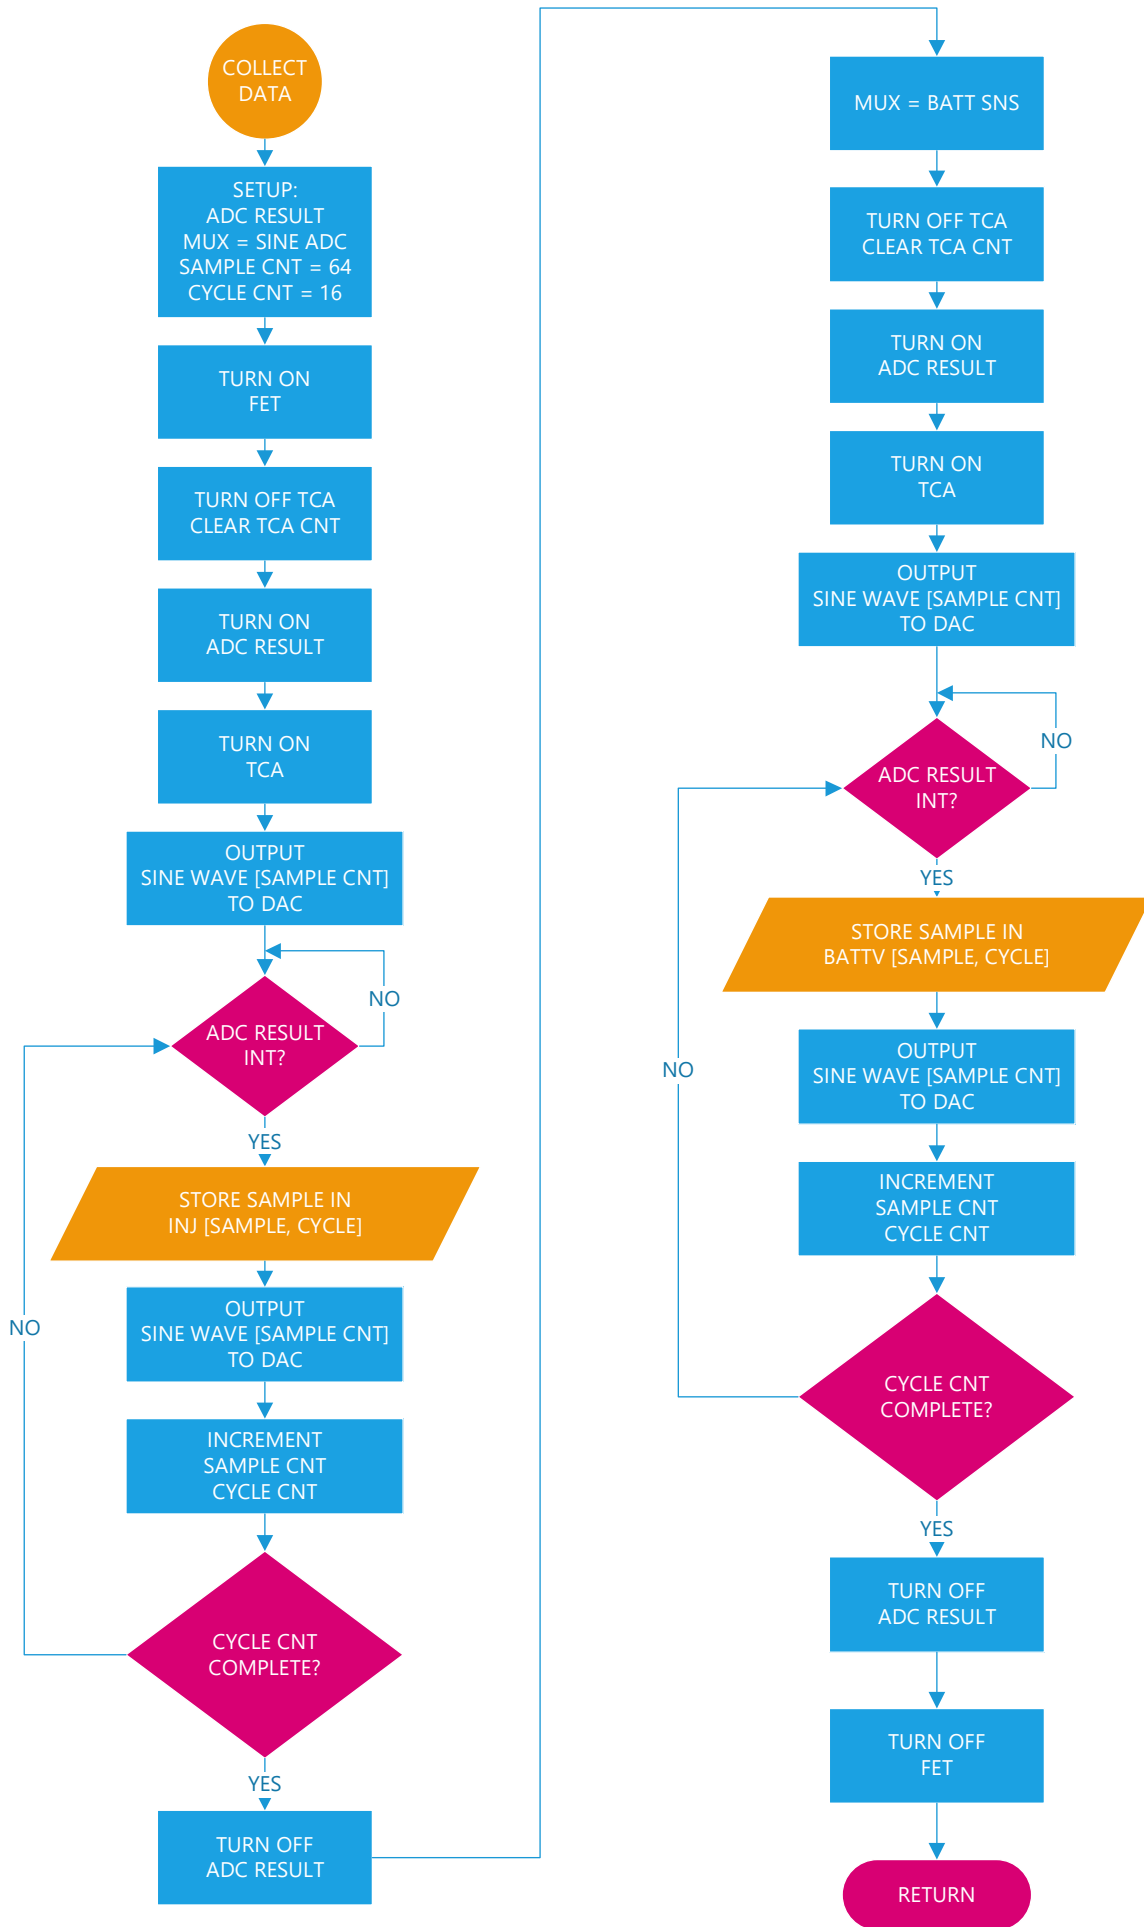 COLLECT
DATA
SETUP:
ADC RESULT
MUX = SINE ADC
SAMPLE CNT = 64
CYCLE CNT = 16
TURN ON
FET
TURN OFF TCA
CLEAR TCA CNT
TURN ON
ADC RESULT
TURN ON
TCA
OUTPUT
SINE WAVE [SAMPLE CNT]
TO DAC
NO
ADC RESULT
INT?
YES
STORE SAMPLE IN
INJ [SAMPLE, CYCLE]
OUTPUT
SINE WAVE [SAMPLE CNT]
TO DAC
NO
INCREMENT
SAMPLE CNT
CYCLE CNT
CYCLE CNT
COMPLETE?
YES
TURN OFF
ADC RESULT
MUX = BATT SNS
TURN OFF TCA
CLEAR TCA CNT
TURN ON
ADC RESULT
TURN ON
TCA
OUTPUT
SINE WAVE [SAMPLE CNT]
TO DAC
NO
ADC RESULT
INT?
YES
STORE SAMPLE IN
BATTV [SAMPLE, CYCLE]
OUTPUT
SINE WAVE [SAMPLE CNT]
TO DAC
NO
INCREMENT
SAMPLE CNT
CYCLE CNT
CYCLE CNT
COMPLETE?
YES
TURN OFF
ADC RESULT
TURN OFF
FET
RETURN